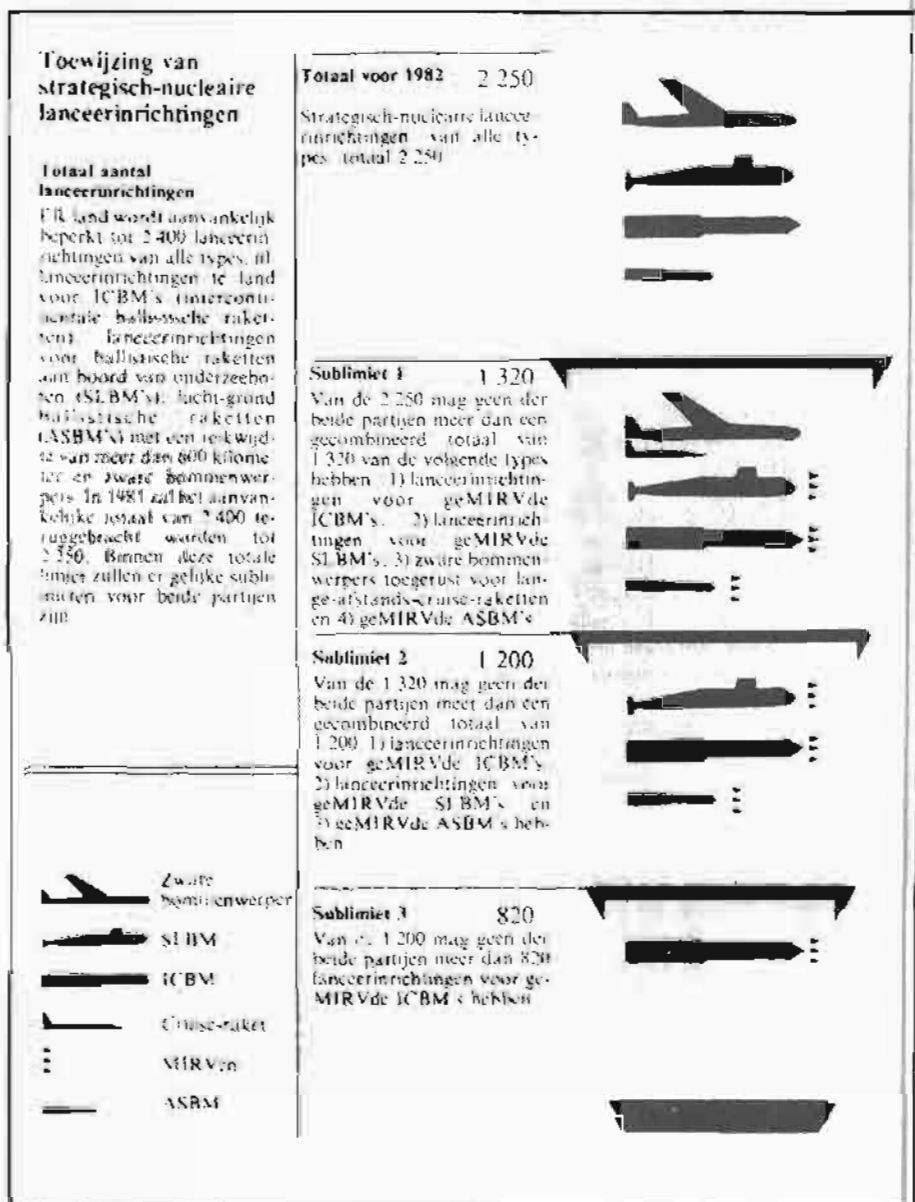 Toewijzing van
strategisch-nucleaire
lanceerinrichtingen
Totaal aantal
lanceerinrichtingen
Elk land wordt aanvankelijk
beperkt tot 2 400 lanceerin-
richtingen van alle types, nl.
lanceerinrichtingen te land
voor ICBM's (interconti-
nentale ballistische raket-
ten), lanceerinrichtingen
voor ballistische raketten
aan boord van onderzeebo-
ten (SLBM's), lucht-grond
ballistische raketten
(ASBM's) met een reikwijd-
te van meer dan 600 kilome-
ter en zware bommenwer-
pers. In 1981 zal het aanvan-
kelijke totaal van 2 400 te-
ruggebracht worden tot
Binnen deze totale
limiet zullen er gelijke subli-
mieten voor beide partijen
zijn
Zware
bommenwerper
SLBM
ICBM
Cruise-raket
MIRVen
ASBM
Totaal voor 1982 2 250
Strategisch-nucleaire lancee-
rinrichtingen van alle ty-
pes totaal 2 250
Sublimiet 1 1 320
Van de 2 250 mag geen der
beide partijen meer dan een
gecombineerd totaal van
1 320 van de volgende types
hebben 1) lanceerinrichtin-
gen voor geMIRVde
ICBM's, 2) lanceerinrich-
tingen voor geMIRVde
SLBM's, 3) zware bommen-
werpers toegerust voor lan-
ge-afstands-cruise-raketten
en 4) geMIRVde ASBM's
Sublimiet 2 1 200
Van de 1 320 mag geen der
beide partijen meer dan een
gecombineerd totaal van
1 200 1) lanceerinrichtingen
voor geMIRVde ICBM's
2) lanceerinrichtingen voor
geMIRVde SLBM's en
3) geMIRVde ASBM's heb-
ben
Sublimiet 3 820
Van de 1 200 mag geen der
beide partijen meer dan 820
lanceerinrichtingen voor ge-
MIRVde ICBM's hebben